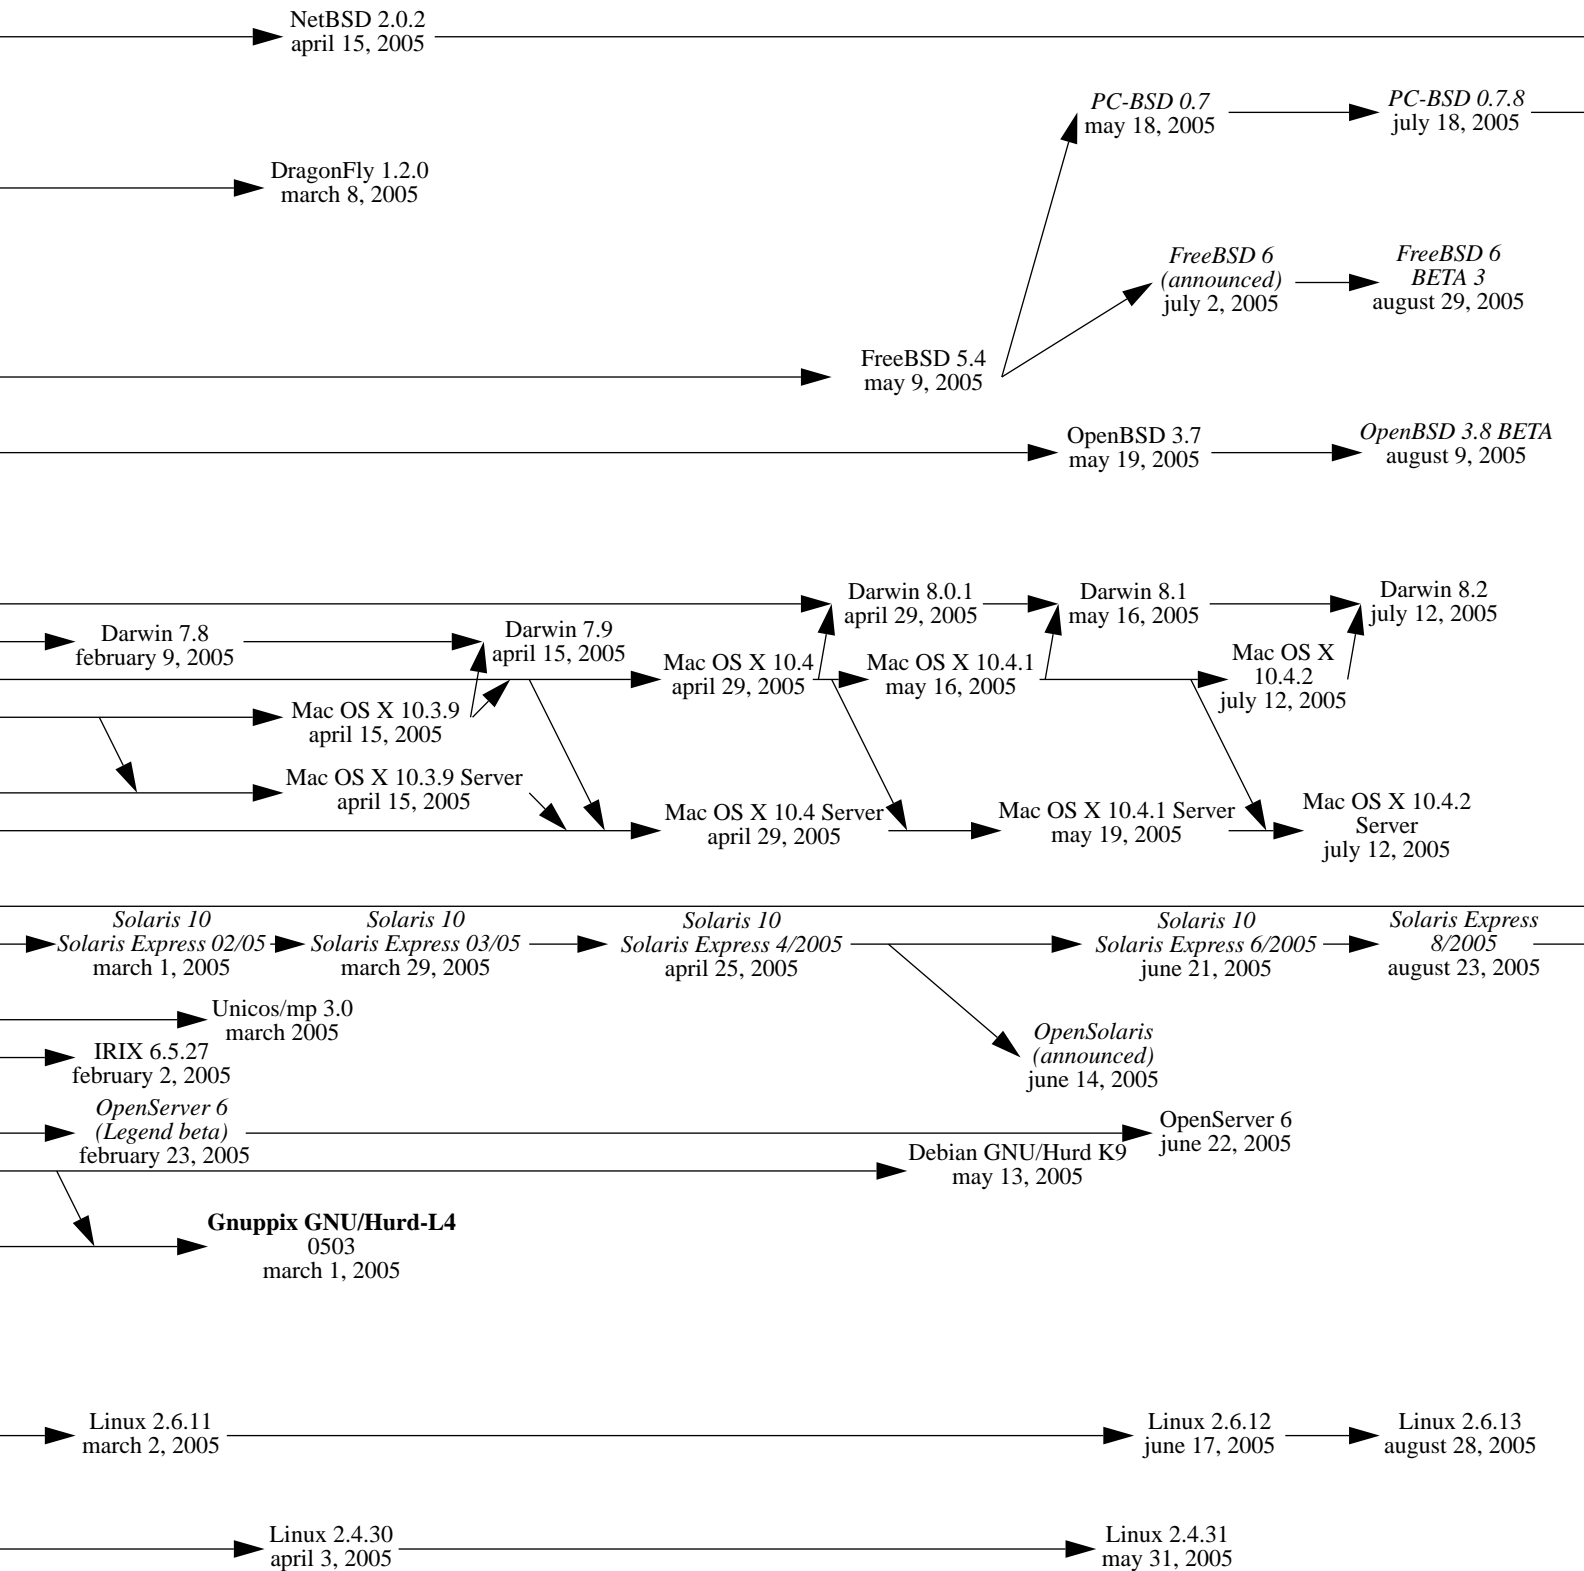 NetBSD 2.0.2
april 15, 2005
PC-BSD 0.7
may 18, 2005
PC-BSD 0.7.8
july 18, 2005
DragonFly 1.2.0
march 8, 2005
FreeBSD 6
(announced)
july 2, 2005
FreeBSD 6
BETA 3
august 29, 2005
FreeBSD 5.4
may 9, 2005
OpenBSD 3.7
may 19, 2005
OpenBSD 3.8 BETA
august 9, 2005
Darwin 8.0.1
april 29, 2005
Darwin 8.1
may 16, 2005
Darwin 8.2
july 12, 2005
Darwin 7.8
february 9, 2005
Darwin 7.9
april 15, 2005
Mac OS X 10.4
april 29, 2005
Mac OS X 10.4.1
may 16, 2005
Mac OS X
10.4.2
july 12, 2005
Mac OS X 10.3.9
april 15, 2005
Mac OS X 10.3.9 Server
april 15, 2005
Mac OS X 10.4 Server
april 29, 2005
Mac OS X 10.4.1 Server
may 19, 2005
Mac OS X 10.4.2
Server
july 12, 2005
Solaris 10
Solaris Express 02/05
march 1, 2005
Solaris 10
Solaris Express 03/05
march 29, 2005
Solaris 10
Solaris Express 4/2005
april 25, 2005
Solaris 10
Solaris Express 6/2005
june 21, 2005
Solaris Express
8/2005
august 23, 2005
Unicos/mp 3.0
march 2005
OpenSolaris
(announced)
june 14, 2005
IRIX 6.5.27
february 2, 2005
OpenServer 6
(Legend beta)
february 23, 2005
OpenServer 6
june 22, 2005
Debian GNU/Hurd K9
may 13, 2005
Gnuppix GNU/Hurd-L4
0503
march 1, 2005
Linux 2.6.11
march 2, 2005
Linux 2.6.12
june 17, 2005
Linux 2.6.13
august 28, 2005
Linux 2.4.30
april 3, 2005
Linux 2.4.31
may 31, 2005